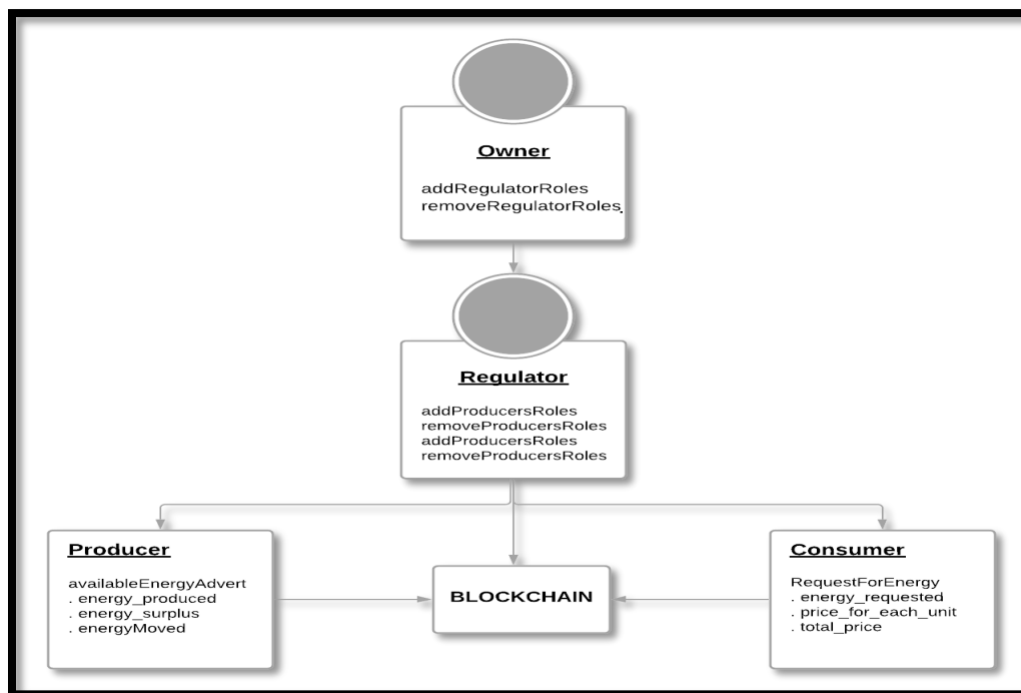 Owner
addRegulatorRoles
removeRegulatorRoles.
Regulator
addProducersRoles
removeProducersRoles
addProducersRoles
removeProducersRoles
Producer
availableEnergyAdvert
. energy_produced
. energy_surplus
. energyMoved
BLOCKCHAIN
Consumer
RequestForEnergy
. energy_requested
. price_for_each_unit
. total_price